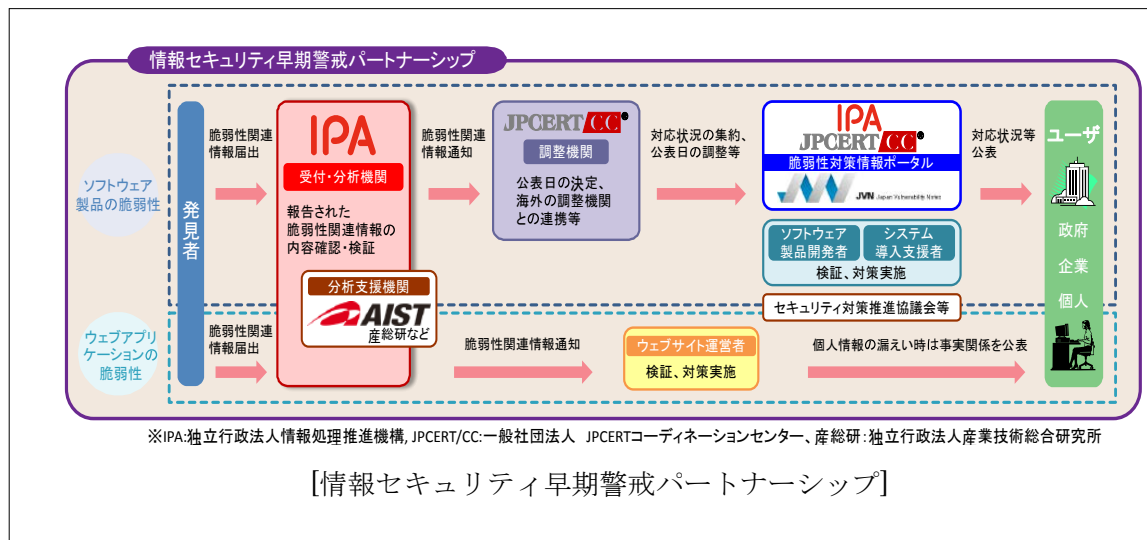 情報セキュリティ早期警戒パートナーシップ
ソフトウェア
製品の脆弱性
発見者
脆弱性関連
情報届出
IPA
受付・分析機関
報告された
脆弱性関連情報の
内容確認・検証
分析支援機関
AIST
産総研など
脆弱性関連
情報通知
JPCERT CC®
調整機関
公表日の決定、
海外の調整機関
との連携等
対応状況の集約、
公表日の調整等
IPA
JPCERT CC®
脆弱性対策情報ポータル
JVN Japan Vulnerability Notes
ソフトウェア
製品開発者
システム
導入支援者
検証、対策実施
セキュリティ対策推進協議会等
対応状況等
公表
ユーザ
政府
企業
個人
ウェブアプリ
ケーションの
脆弱性
脆弱性関連
情報届出
脆弱性関連情報通知
ウェブサイト運営者
検証、対策実施
個人情報の漏えい時は事実関係を公表
※IPA:独立行政法人情報処理推進機構, JPCERT/CC:一般社団法人 JPCERTコーディネーションセンター、産総研:独立行政法人産業技術総合研究所
[情報セキュリティ早期警戒パートナーシップ]